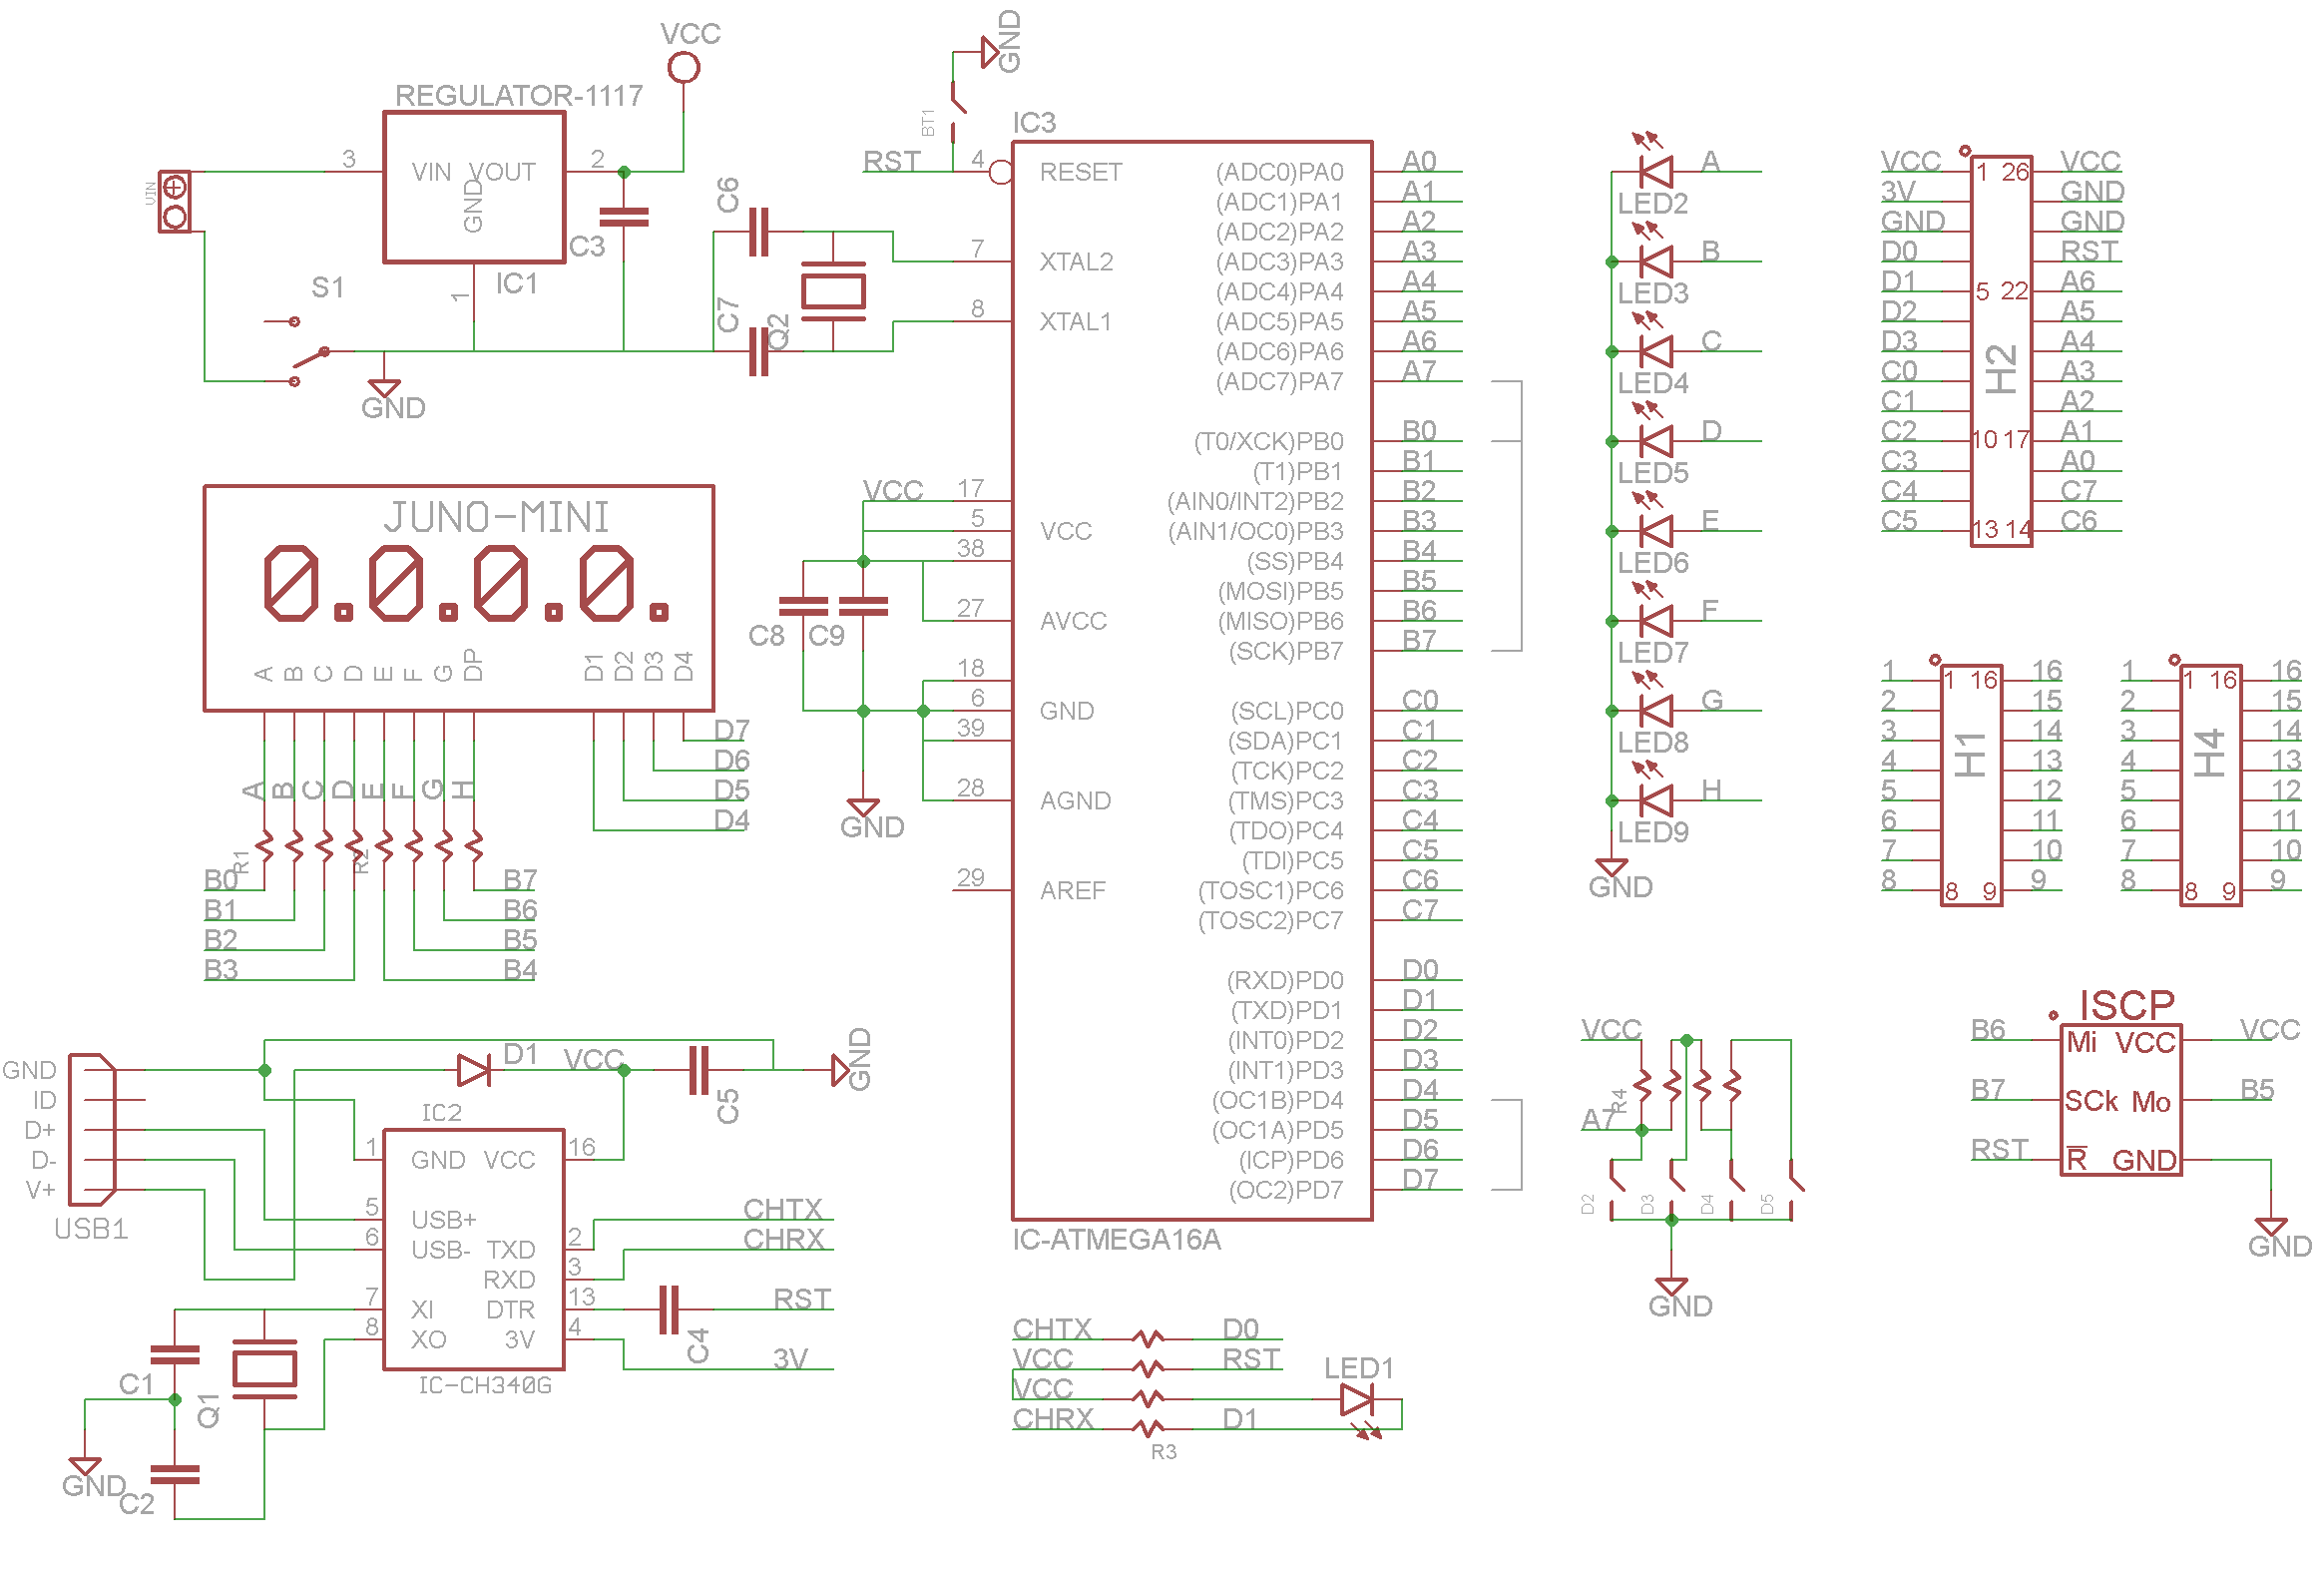 VCC
REGULATOR-1117
3
VIN VOUT
2
GND
1
IC1
VIN
C3
S1
GND
C6
C7
Q2
GND
BT1
RST
4
7
8
IC3
RESET
XTAL2
XTAL1
VCC
17
5
VCC
38
27
AVCC
C8
C9
18
6
GND
39
28
AGND
GND
29
AREF
(ADC0)PA0 A0
(ADC1)PA1 A1
(ADC2)PA2 A2
(ADC3)PA3 A3
(ADC4)PA4 A4
(ADC5)PA5 A5
(ADC6)PA6 A6
(ADC7)PA7 A7
(T0/XCK)PB0 B0
(T1)PB1 B1
(AIN0/INT2)PB2 B2
(AIN1/OC0)PB3 B3
(SS)PB4 B4
(MOSI)PB5 B5
(MISO)PB6 B6
(SCK)PB7 B7
(SCL)PC0 C0
(SDA)PC1 C1
(TCK)PC2 C2
(TMS)PC3 C3
(TDO)PC4 C4
(TDI)PC5 C5
(TOSC1)PC6 C6
(TOSC2)PC7 C7
(RXD)PD0 D0
(TXD)PD1 D1
(INT0)PD2 D2
(INT1)PD3 D3
(OC1B)PD4 D4
(OC1A)PD5 D5
(ICP)PD6 D6
(OC2)PD7 D7
IC-ATMEGA16A
A
LED2
B
LED3
C
LED4
D
LED5
E
LED6
F
LED7
G
LED8
H
LED9
GND
VCC 1 26 VCC
3V GND
GND GND
D0 RST
D1 5 22 A6
D2 A5
D3 A4
C0 A3
C1 A2
C2 10 17 A1
C3 A0
C4 C7
C5 13 14 C6
H2
1 1 16 16
2 15
3 14
4 13
5 12
6 11
7 10
8 8 9 9
H1
1 1 16 16
2 15
3 14
4 13
5 12
6 11
7 10
8 8 9 9
H4
JUNO-MINI
0.0.0.0.
A B C D E F G DP D1 D2 D3 D4
D7
D6
D5
D4
A B C D E F G H
R1 R2
B0 B7
B1 B6
B2 B5
B3 B4
GND
ID
D+
D-
V+
USB1
D1
VCC
C5
GND
IC2
1 GND VCC 16
5 USB+
6 USB- TXD 2
RXD 3
7 XI DTR 13
8 XO 3V 4
IC-CH340G
CHTX
CHRX
RST
C4
3V
C1
Q1
GND
C2
CHTX D0
VCC RST
VCC LED1
CHRX D1
R3
VCC
R4
A7
D2 D3 D4 D5
GND
ISCP
B6 Mi VCC VCC
B7 SCk Mo B5
RST R GND
GND